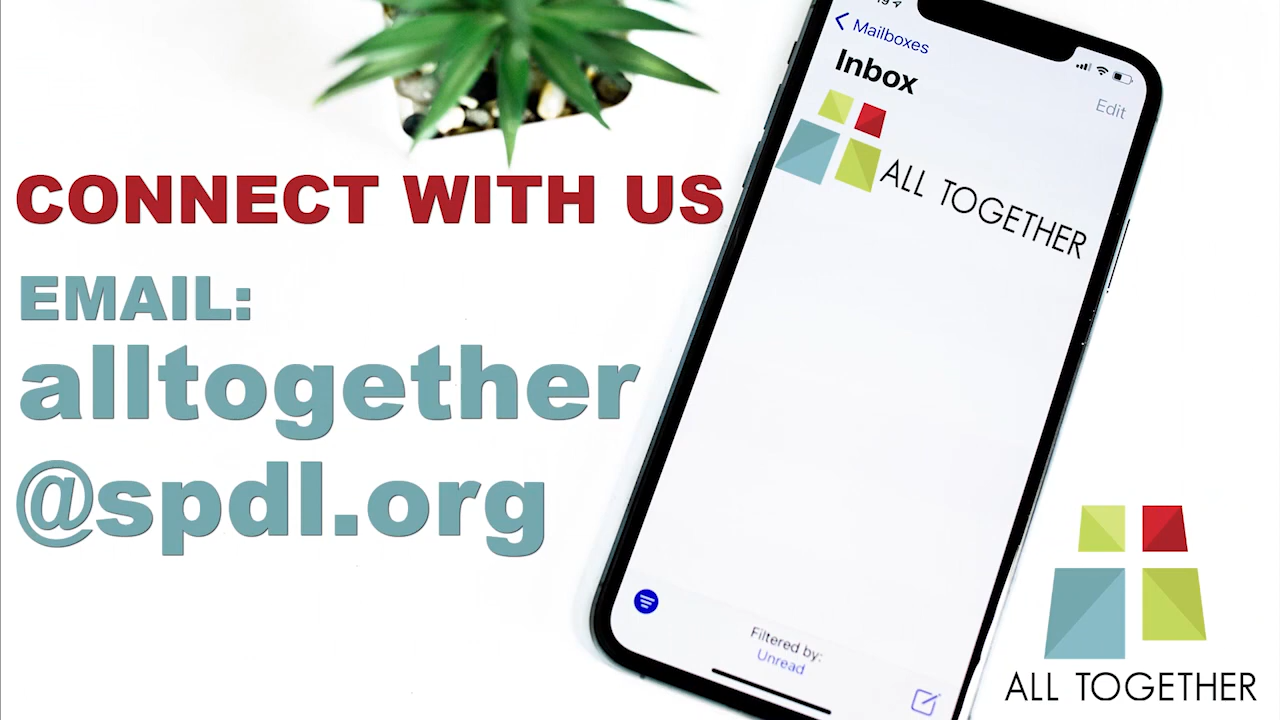 CONNECT WITH US
EMAIL:
alltogether
@spdl.org
Mailboxes
Inbox
Edit
ALL TOGETHER
Filtered by:
Unread
ALL TOGETHER